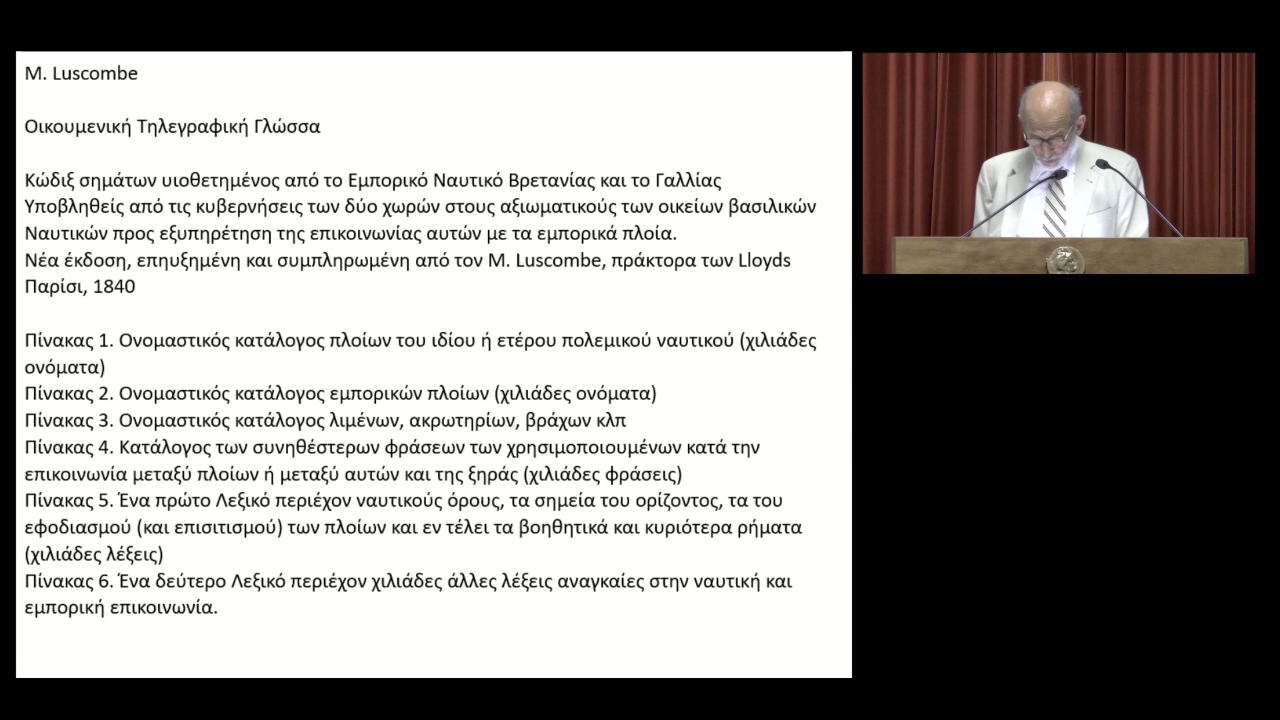 M. Luscombe
Οικουμενική Τηλεγραφική Γλώσσα
Κώδιξ σημάτων υιοθετημένος από το Εμπορικό Ναυτικό Βρετανίας και το Γαλλίας
Υποβληθείς από τις κυβερνήσεις των δύο χωρών στους αξιωματικούς των οικείων βασιλικών
Ναυτικών προς εξυπηρέτηση της επικοινωνίας αυτών με τα εμπορικά πλοία.
Νέα έκδοση, επηυξημένη και συμπληρωμένη από τον M. Luscombe, πράκτορα των Lloyds
Παρίσι, 1840
Πίνακας 1. Ονομαστικός κατάλογος πλοίων του ιδίου ή ετέρου πολεμικού ναυτικού (χιλιάδες
ονόματα)
Πίνακας 2. Ονομαστικός κατάλογος εμπορικών πλοίων (χιλιάδες ονόματα)
Πίνακας 3. Ονομαστικός κατάλογος λιμένων, ακρωτηρίων, βράχων κλπ
Πίνακας 4. Κατάλογος των συνηθέστερων φράσεων των χρησιμοποιουμένων κατά την
επικοινωνία μεταξύ πλοίων ή μεταξύ αυτών και της ξηράς (χιλιάδες φράσεις)
Πίνακας 5. Ένα πρώτο Λεξικό περιέχον ναυτικούς όρους, τα σημεία του ορίζοντος, τα του
εφοδιασμού (και επισιτισμού) των πλοίων και εν τέλει τα βοηθητικά και κυριότερα ρήματα
(χιλιάδες λέξεις)
Πίνακας 6. Ένα δεύτερο Λεξικό περιέχον χιλιάδες άλλες λέξεις αναγκαίες στην ναυτική και
εμπορική επικοινωνία.